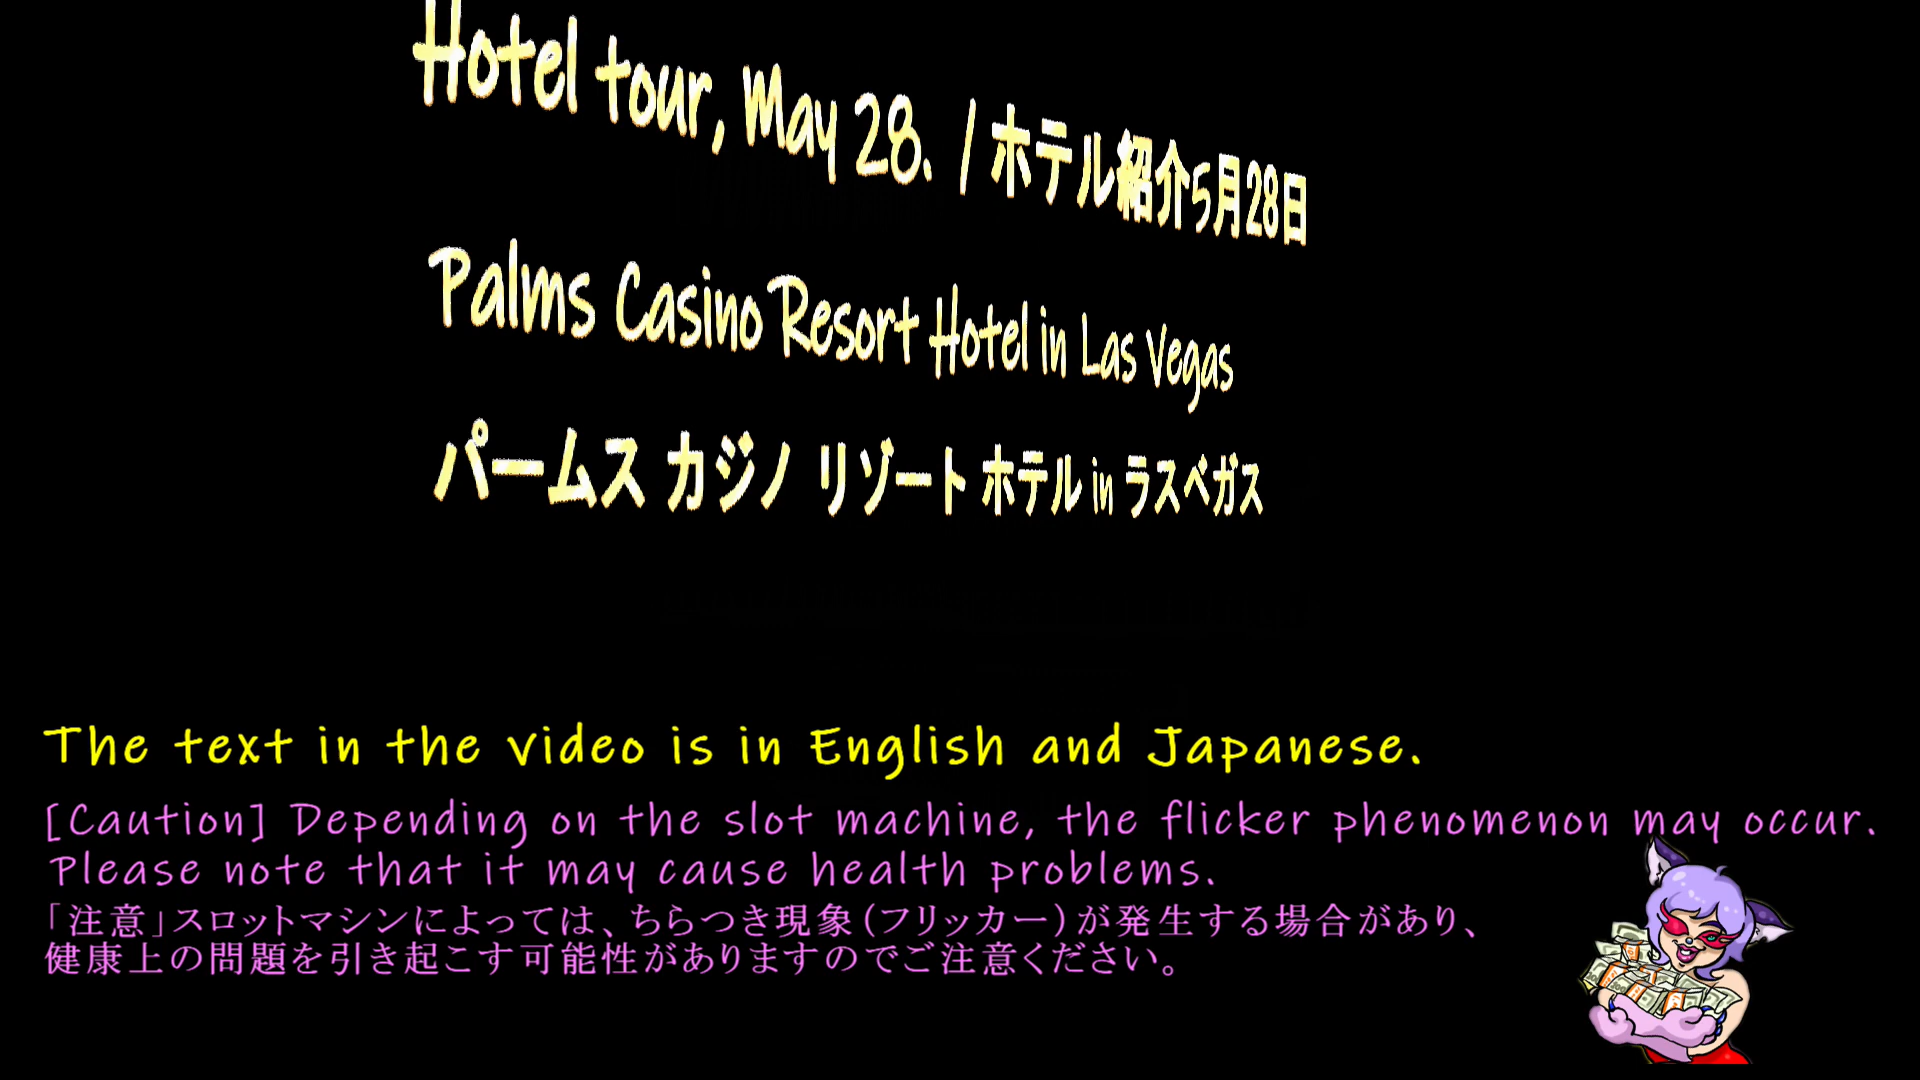 Hotel tour, May 28. / ホテル紹介5月28日
Palms Casino Resort Hotel in Las Vegas
パームス カジノ リゾート ホテル in ラスベガス
The text in the video is in English and Japanese.
[Caution] Depending on the slot machine, the flicker phenomenon may occur.
Please note that it may cause health problems.
「注意」スロットマシンによっては、ちらつき現象(フリッカー)が発生する場合があり、
健康上の問題を引き起こす可能性がありますのでご注意ください。